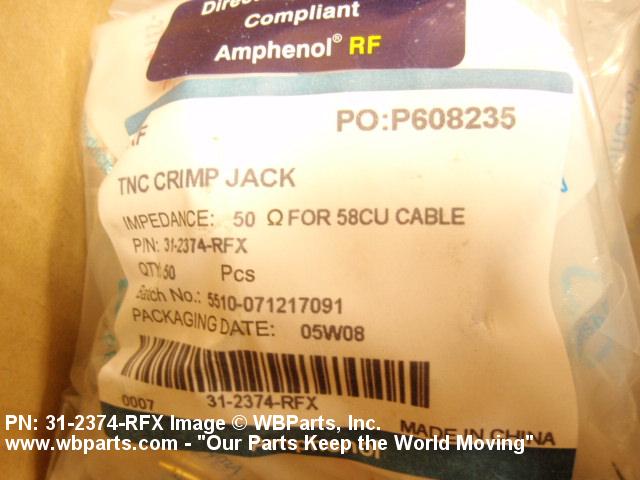 Compliant
Amphenol® RF
PO:P608235
TNC CRIMP JACK
IMPEDANCE: 50 Ω FOR 58CU CABLE
P/N: 31-2374-RFX
QTY: 50 Pcs
Batch No.: 5510-071217091
PACKAGING DATE: 05W08
0007 31-2374-RFX
MADE IN CHINA
PN: 31-2374-RFX Image © WBParts, Inc.
www.wbparts.com - "Our Parts Keep the World Moving"